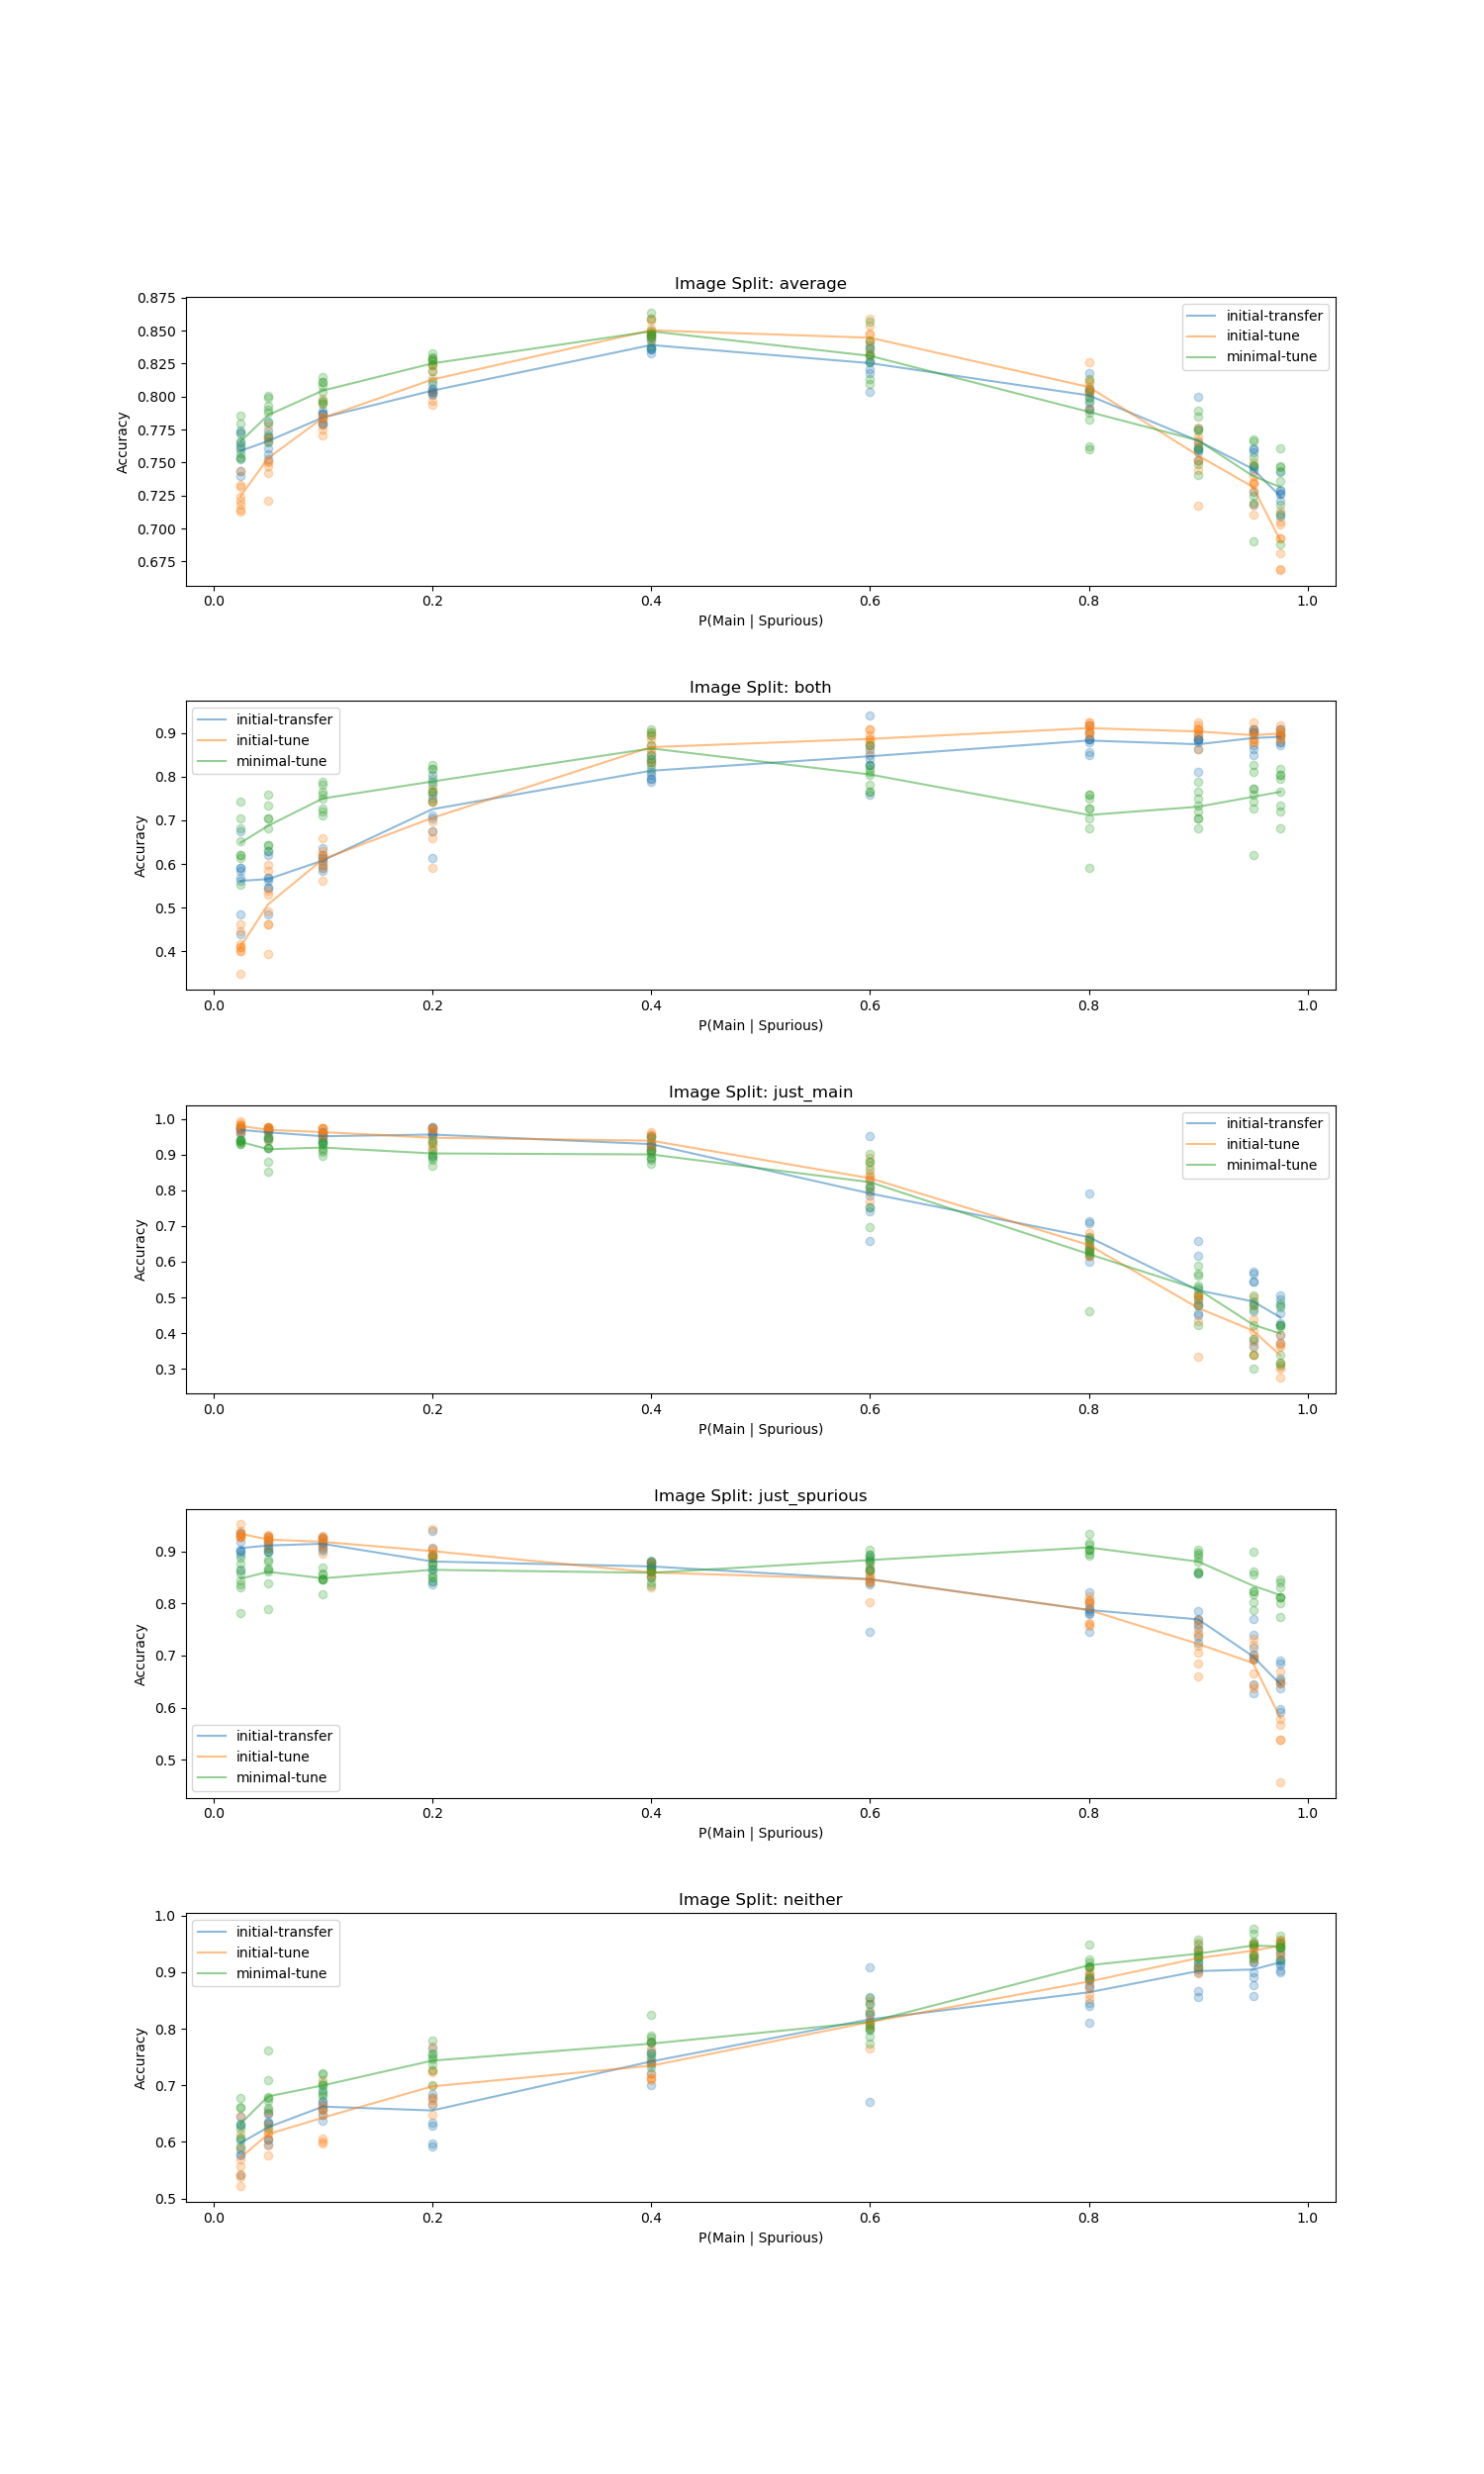 Image Split: average
0.875
0.850
0.825
0.800
0.775
0.750
0.725
0.700
0.675
Accuracy
initial-transfer
initial-tune
minimal-tune
0.0 0.2 0.4 0.6 0.8 1.0
P(Main | Spurious)
Image Split: both
0.9
0.8
0.7
0.6
0.5
0.4
Accuracy
initial-transfer
initial-tune
minimal-tune
0.0 0.2 0.4 0.6 0.8 1.0
P(Main | Spurious)
Image Split: just_main
1.0
0.9
0.8
0.7
0.6
0.5
0.4
0.3
Accuracy
initial-transfer
initial-tune
minimal-tune
0.0 0.2 0.4 0.6 0.8 1.0
P(Main | Spurious)
Image Split: just_spurious
0.9
0.8
0.7
0.6
0.5
Accuracy
initial-transfer
initial-tune
minimal-tune
0.0 0.2 0.4 0.6 0.8 1.0
P(Main | Spurious)
Image Split: neither
1.0
0.9
0.8
0.7
0.6
0.5
Accuracy
initial-transfer
initial-tune
minimal-tune
0.0 0.2 0.4 0.6 0.8 1.0
P(Main | Spurious)